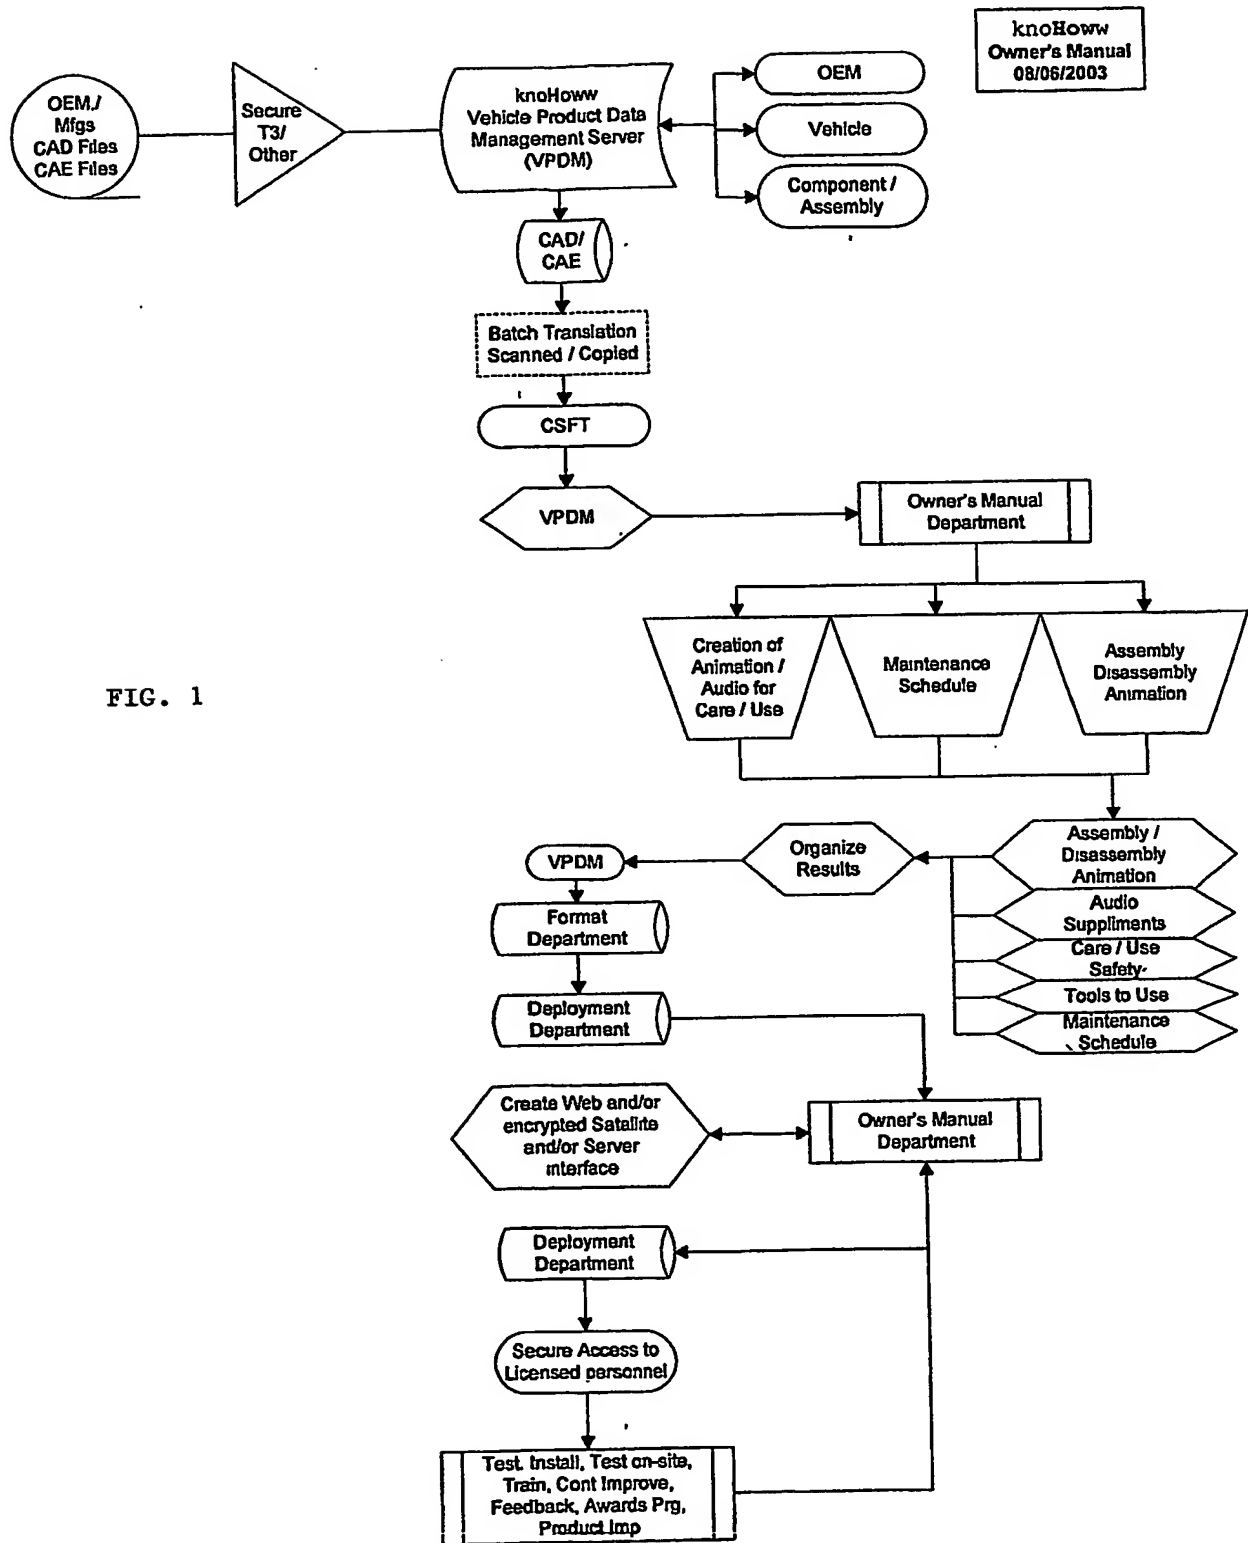 knoHoww
Owner's Manual
08/06/2003
OEM./
Mfgs
CAD Files
CAE Files
Secure
T3/
Other
knoHoww
Vehicle Product Data
Management Server
(VPDM)
OEM
Vehicle
Component /
Assembly
CAD/
CAE
Batch Translation
Scanned / Copied
CSFT
VPDM
Owner's Manual
Department
Creation of
Animation /
Audio for
Care / Use
Maintenance
Schedule
Assembly
Disassembly
Animation
FIG. 1
Assembly /
Disassembly
Animation
Audio
Suppliments
Care / Use
Safety
Tools to Use
Maintenance
Schedule
Organize
Results
VPDM
Format
Department
Deployment
Department
Create Web and/or
encrypted Satallite
and/or Server
interface
Owner's Manual
Department
Deployment
Department
Secure Access to
Licensed personnel
Test. Install, Test on-site,
Train, Cont Improve,
Feedback, Awards Prg,
Product Imp